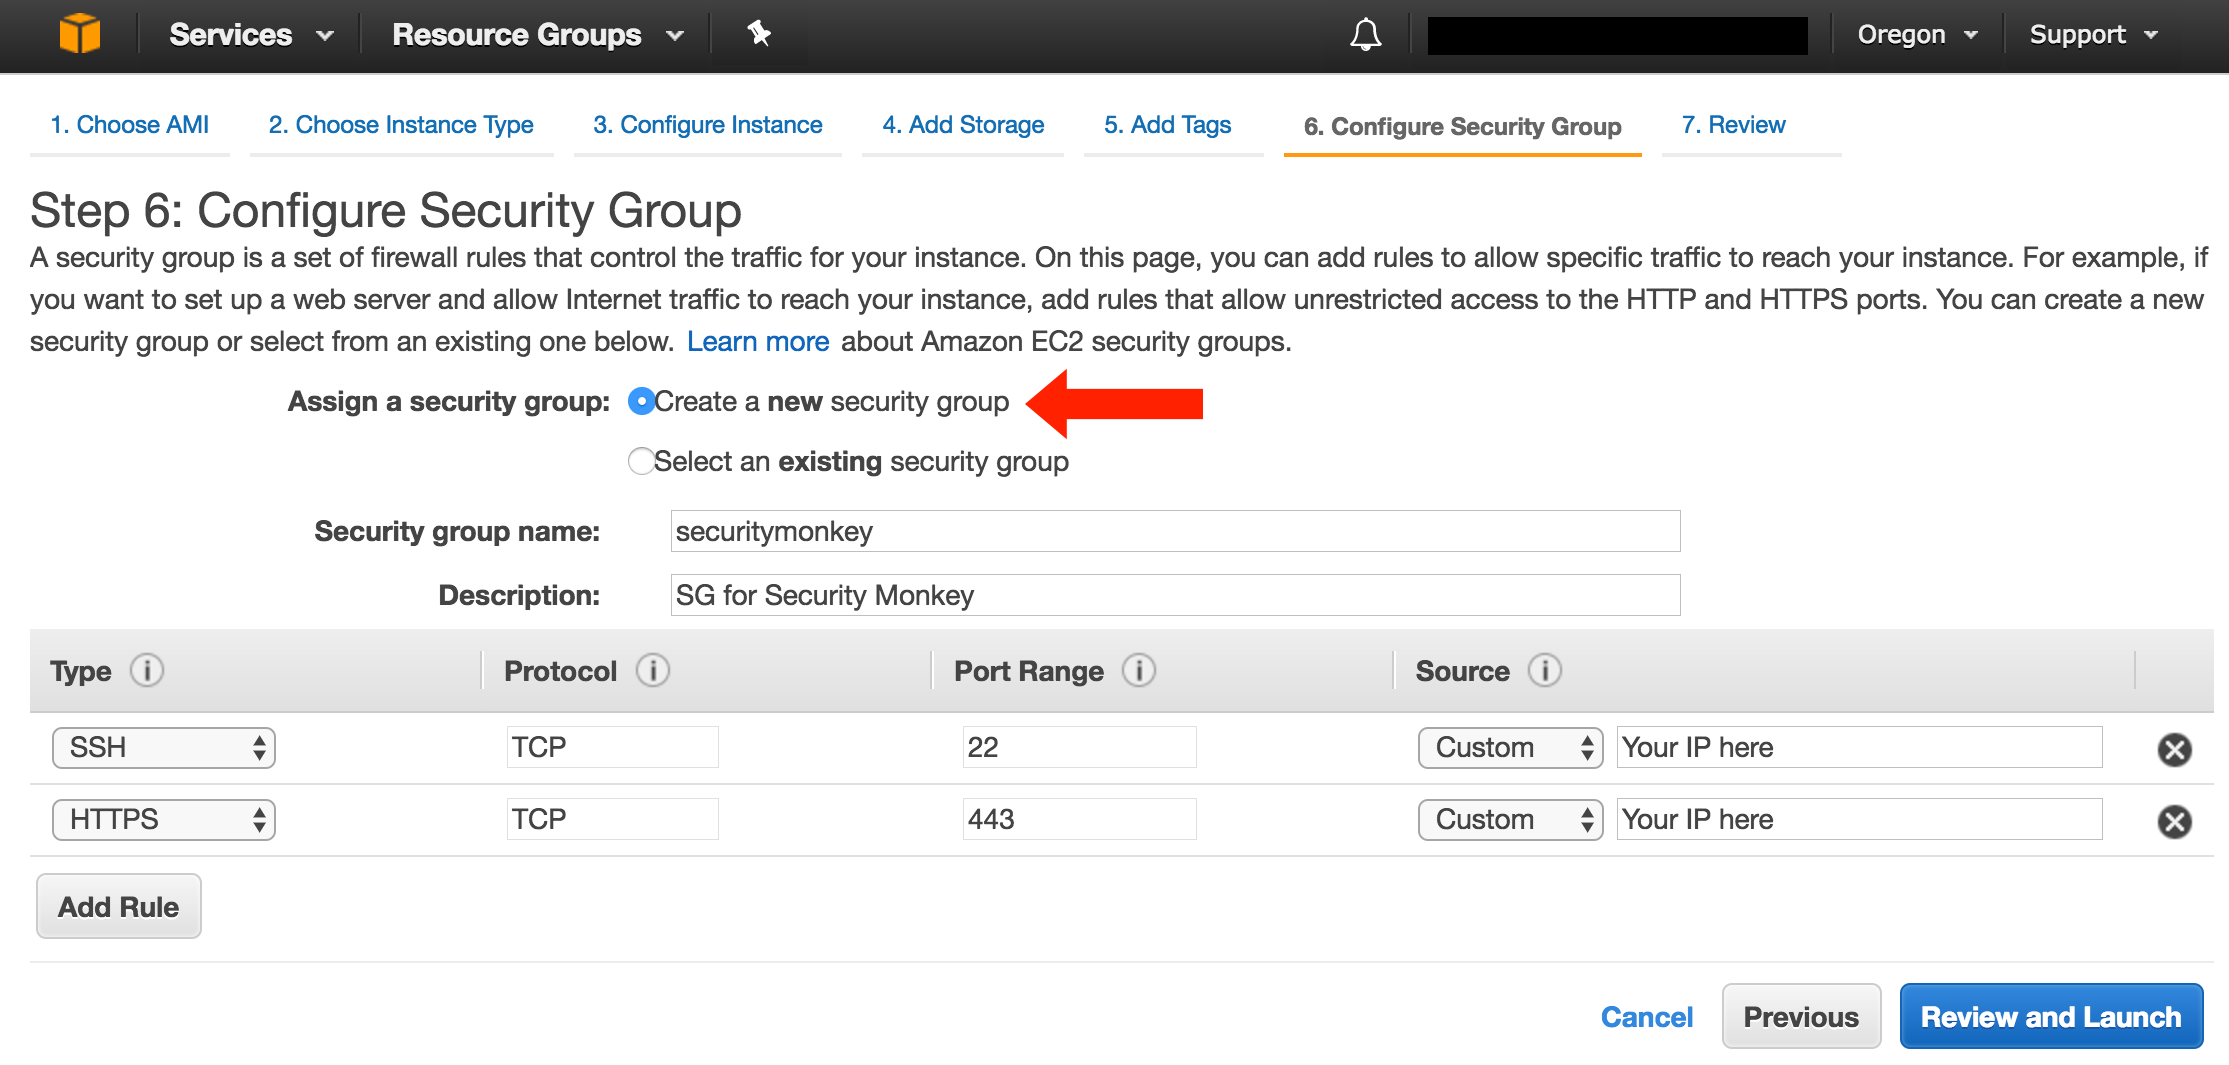 Services Resource Groups Oregon Support
1. Choose AMI 2. Choose Instance Type 3. Configure Instance 4. Add Storage 5. Add Tags 6. Configure Security Group 7. Review
Step 6: Configure Security Group
A security group is a set of firewall rules that control the traffic for your instance. On this page, you can add rules to allow specific traffic to reach your instance. For example, if
you want to set up a web server and allow Internet traffic to reach your instance, add rules that allow unrestricted access to the HTTP and HTTPS ports. You can create a new
security group or select from an existing one below. Learn more about Amazon EC2 security groups.
Assign a security group: Create a new security group
Select an existing security group
Security group name: securitymonkey
Description: SG for Security Monkey
Type i Protocol i Port Range i Source i
SSH TCP 22 Custom Your IP here
HTTPS TCP 443 Custom Your IP here
Add Rule
Cancel Previous Review and Launch